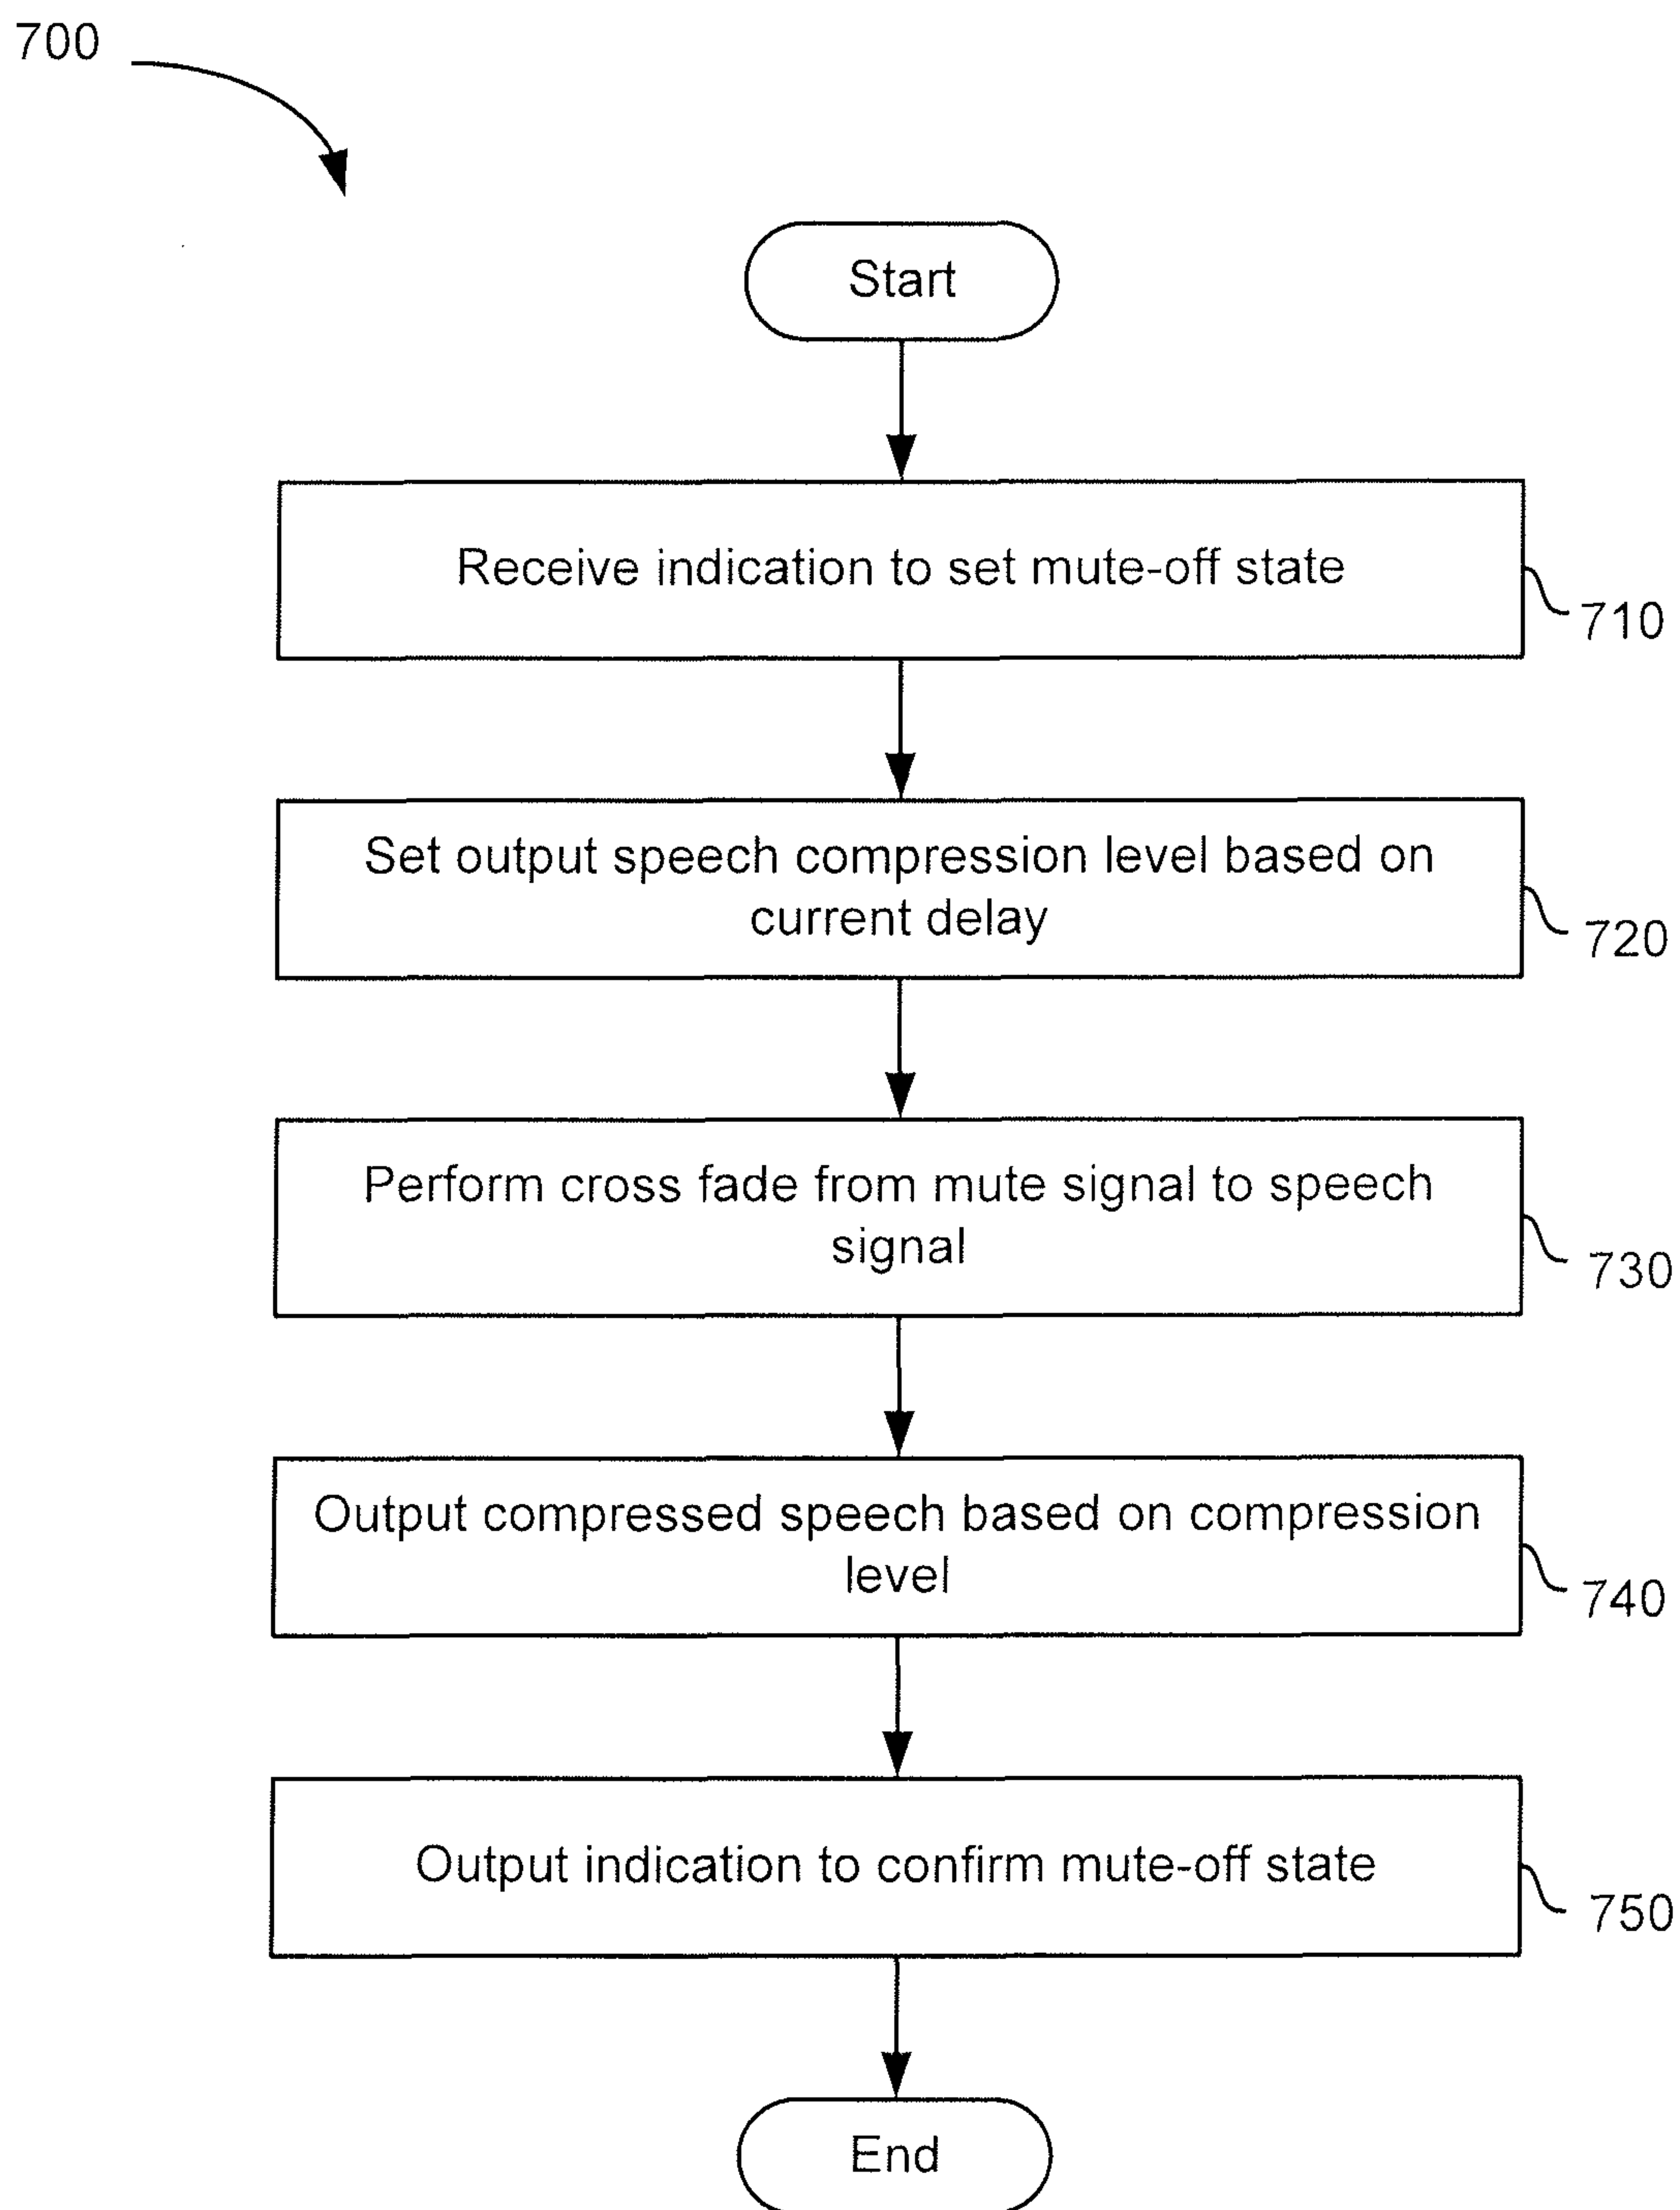 700
Start
Receive indication to set mute-off state
710
Set output speech compression level based on
current delay
720
Perform cross fade from mute signal to speech
signal
730
Output compressed speech based on compression
level
740
Output indication to confirm mute-off state
750
End